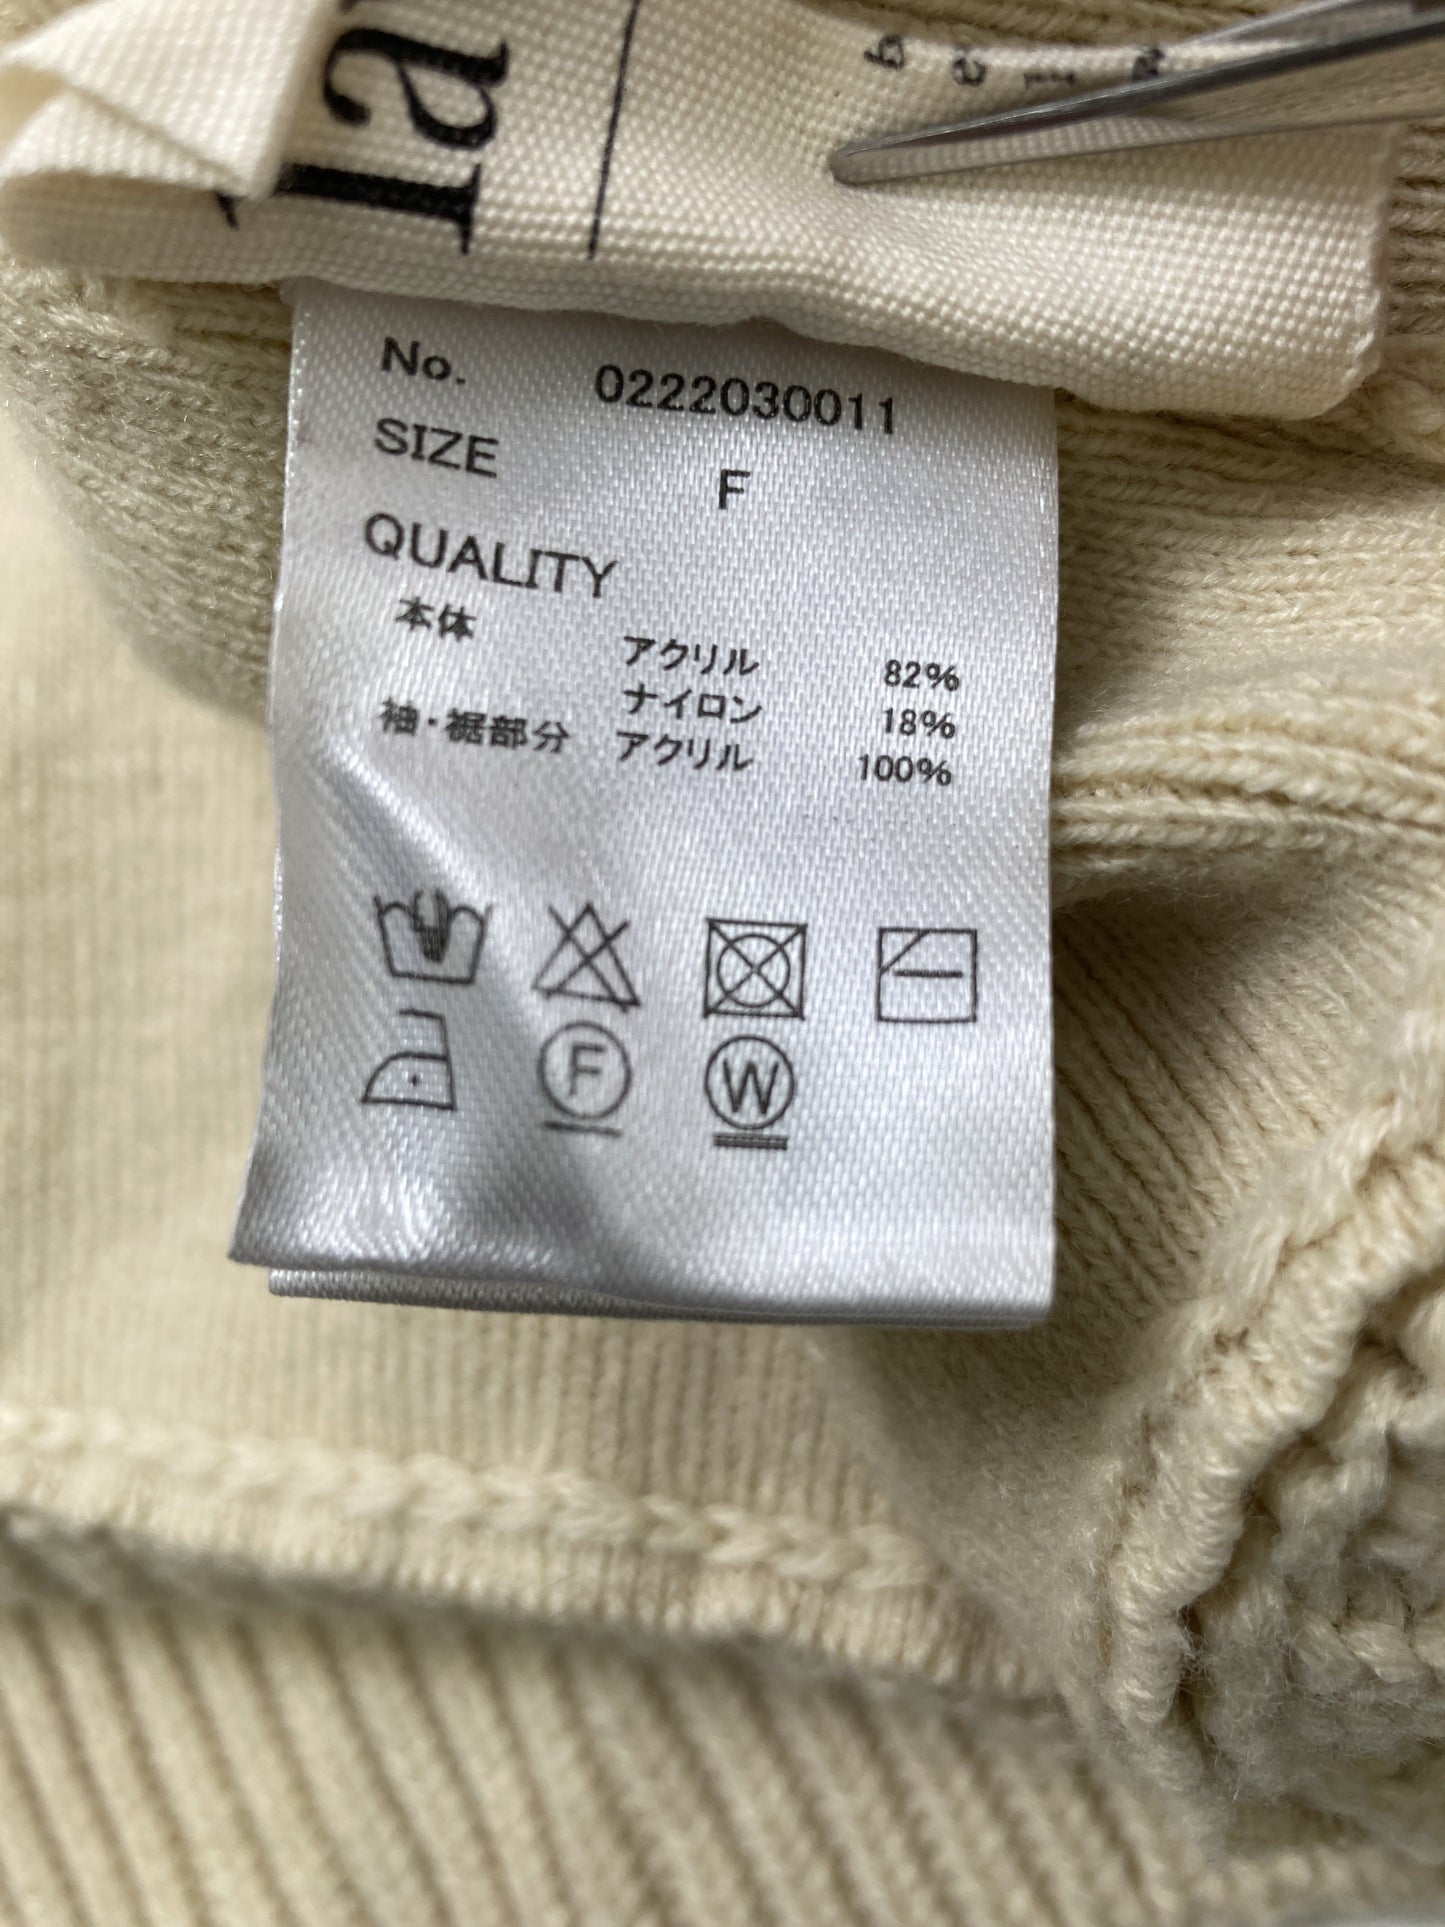 la
No. 0222030011
SIZE F
QUALITY
本体 アクリル 82%
ナイロン 18%
袖・裾部分 アクリル 100%
F
W